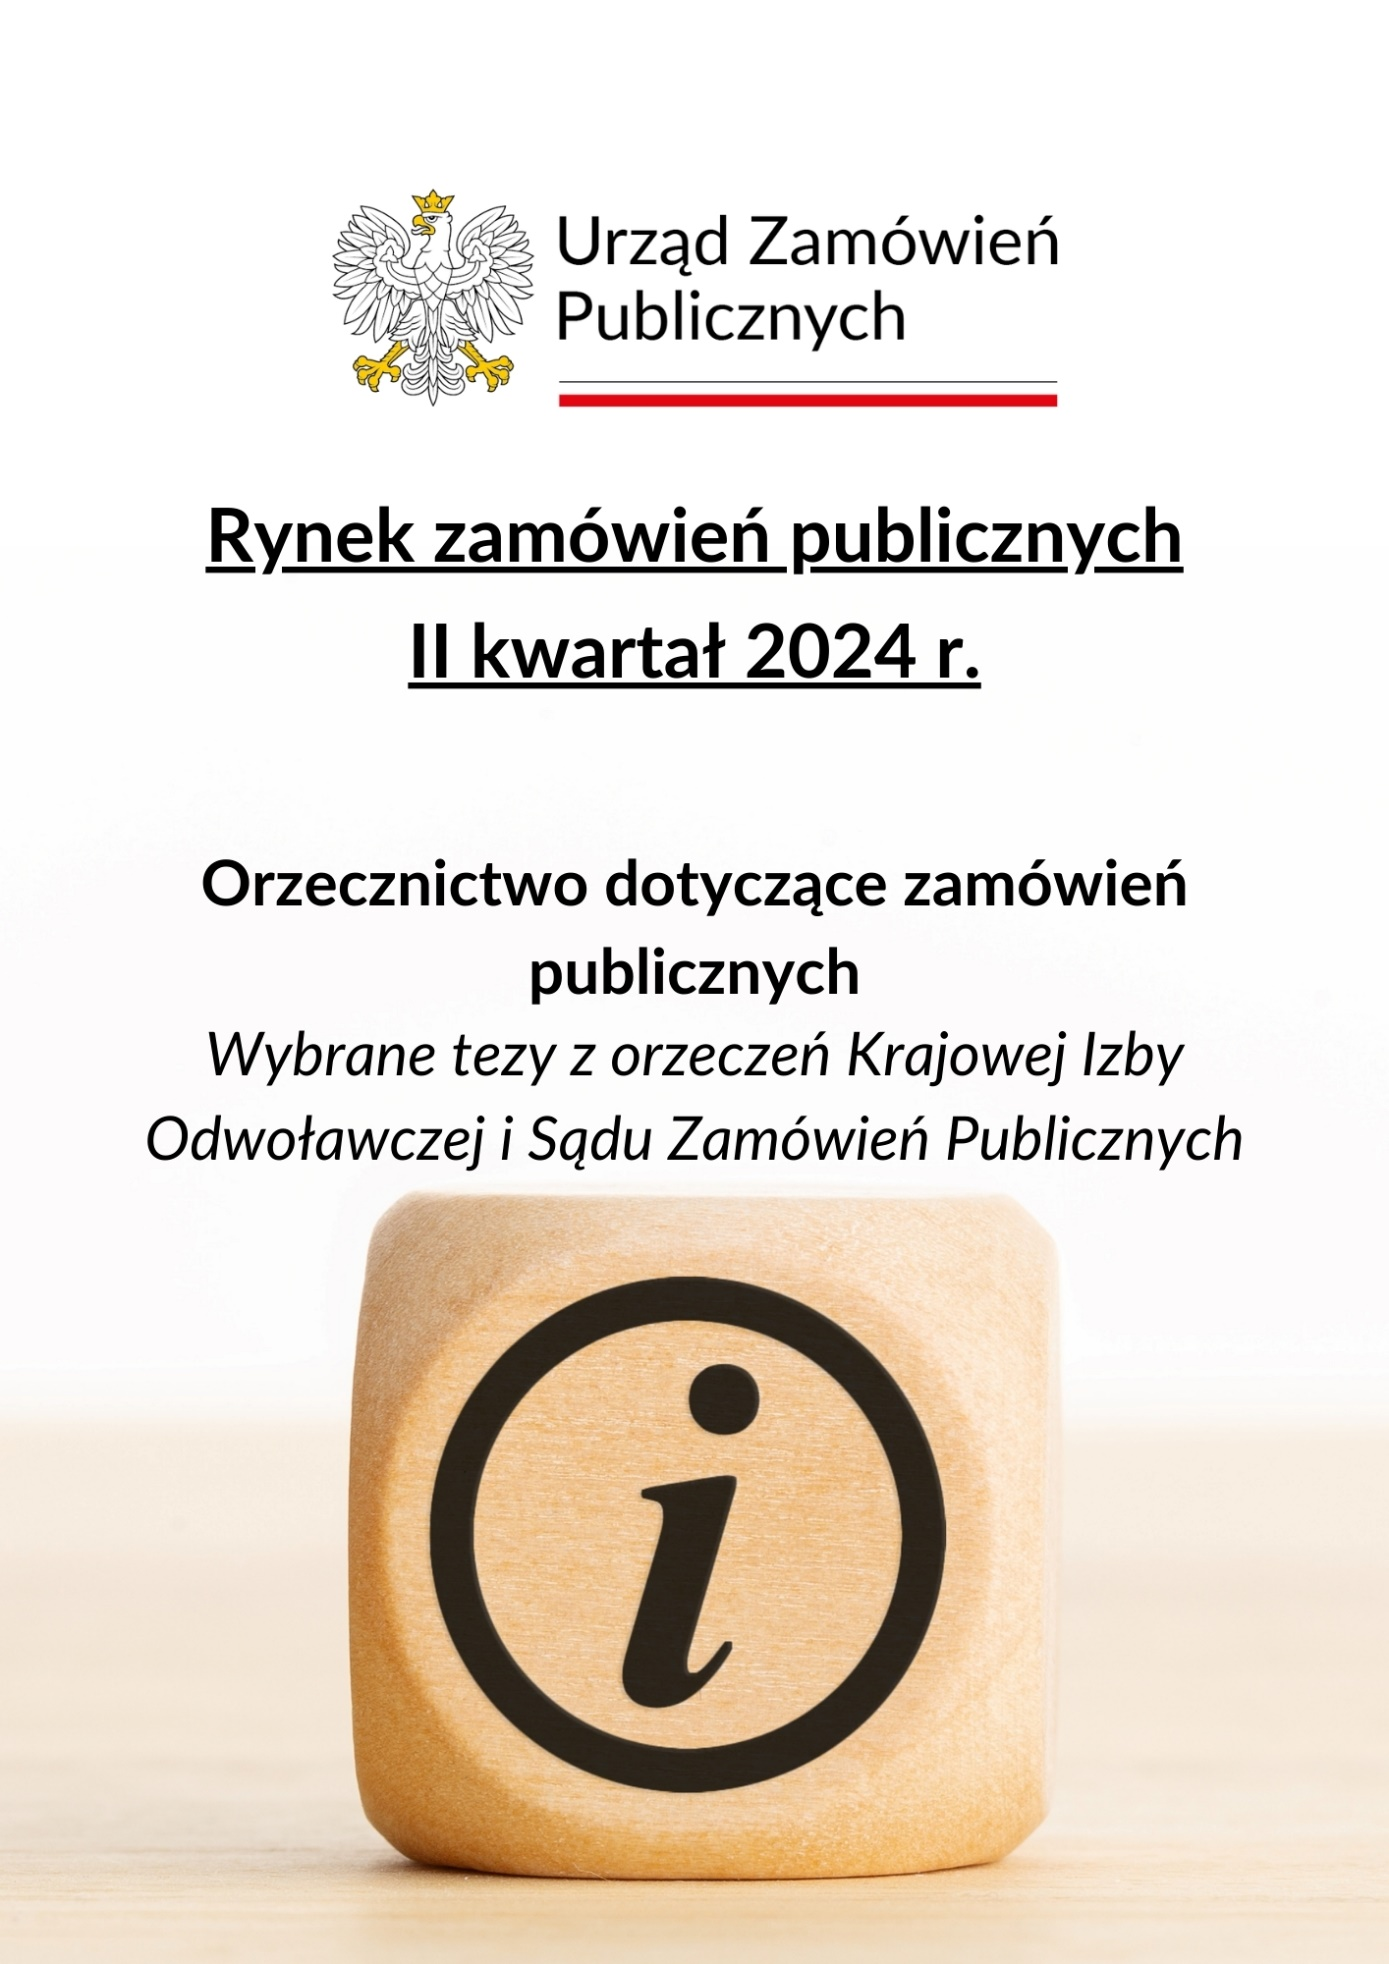 Urząd Zamówień
Publicznych
Rynek zamówień publicznych
II kwartał 2024 r.
Orzecznictwo dotyczące zamówień
publicznych
Wybrane tezy z orzeczeń Krajowej Izby
Odwoławczej i Sądu Zamówień Publicznych
i